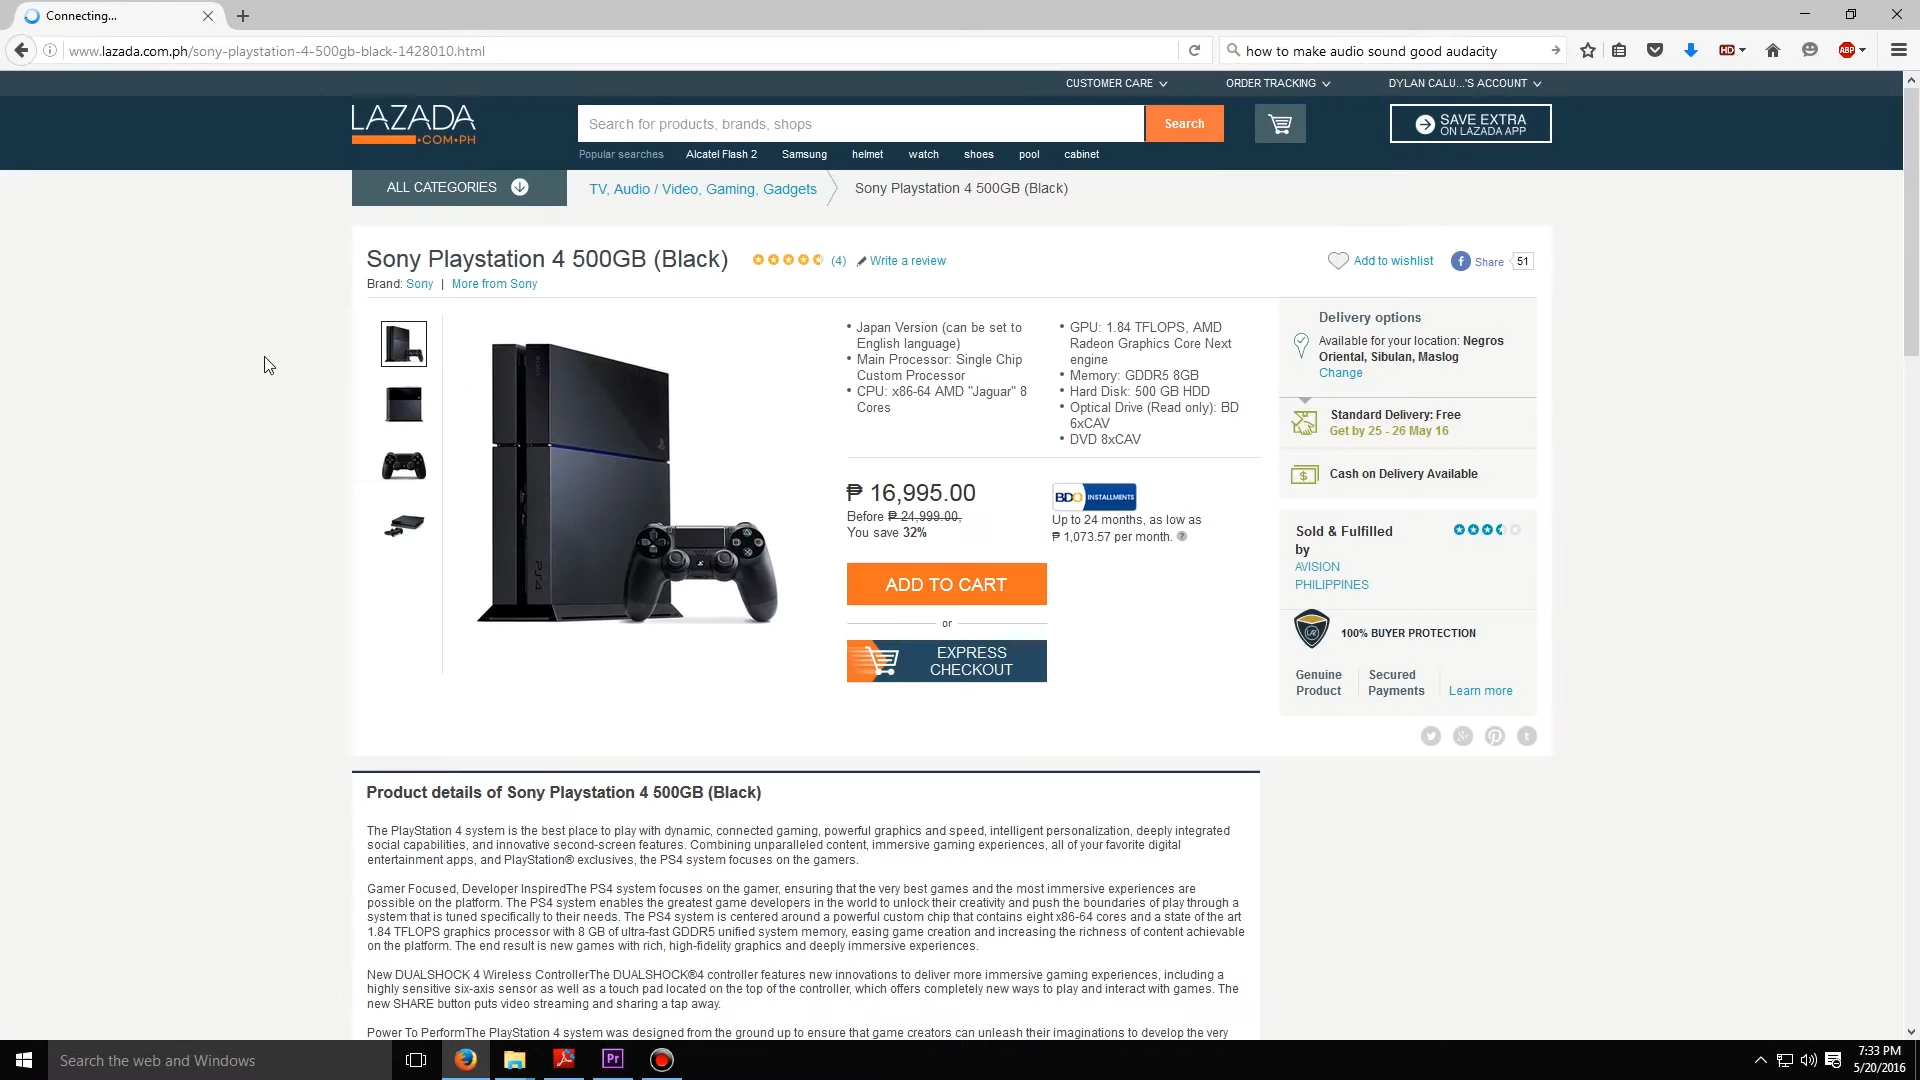 Connecting...
www.lazada.com.ph/sony-playstation-4-500gb-black-1428010.html
how to make audio sound good audacity
HD
ABP
CUSTOMER CARE
ORDER TRACKING
DYLAN CALU...'S ACCOUNT
LAZADA
.COM.PH
Search for products, brands, shops
Search
SAVE EXTRA
ON LAZADA APP
Popular searches Alcatel Flash 2 Samsung helmet watch shoes pool cabinet
ALL CATEGORIES
TV, Audio / Video, Gaming, Gadgets
Sony Playstation 4 500GB (Black)
Sony Playstation 4 500GB (Black)
(4)
Write a review
Add to wishlist
Share
51
Brand: Sony | More from Sony
• Japan Version (can be set to
English language)
• Main Processor: Single Chip
Custom Processor
• CPU: x86-64 AMD "Jaguar" 8
Cores
• GPU: 1.84 TFLOPS, AMD
Radeon Graphics Core Next
engine
• Memory: GDDR5 8GB
• Hard Disk: 500 GB HDD
• Optical Drive (Read only): BD
6xCAV
• DVD 8xCAV
SONY
PS4
₱ 16,995.00
Before ₱ 24,999.00,
You save 32%
BDO INSTALLMENTS
Up to 24 months, as low as
₱ 1,073.57 per month. ?
ADD TO CART
or
EXPRESS
CHECKOUT
Delivery options
Available for your location: Negros
Oriental, Sibulan, Maslog
Change
Standard Delivery: Free
Get by 25 - 26 May 16
Cash on Delivery Available
Sold & Fulfilled
by
AVISION
PHILIPPINES
100% BUYER PROTECTION
Genuine
Product
Secured
Payments
Learn more
Product details of Sony Playstation 4 500GB (Black)
The PlayStation 4 system is the best place to play with dynamic, connected gaming, powerful graphics and speed, intelligent personalization, deeply integrated
social capabilities, and innovative second-screen features. Combining unparalleled content, immersive gaming experiences, all of your favorite digital
entertainment apps, and PlayStation® exclusives, the PS4 system focuses on the gamers.
Gamer Focused, Developer InspiredThe PS4 system focuses on the gamer, ensuring that the very best games and the most immersive experiences are
possible on the platform. The PS4 system enables the greatest game developers in the world to unlock their creativity and push the boundaries of play through a
system that is tuned specifically to their needs. The PS4 system is centered around a powerful custom chip that contains eight x86-64 cores and a state of the art
1.84 TFLOPS graphics processor with 8 GB of ultra-fast GDDR5 unified system memory, easing game creation and increasing the richness of content achievable
on the platform. The end result is new games with rich, high-fidelity graphics and deeply immersive experiences.
New DUALSHOCK 4 Wireless ControllerThe DUALSHOCK®4 controller features new innovations to deliver more immersive gaming experiences, including a
highly sensitive six-axis sensor as well as a touch pad located on the top of the controller, which offers completely new ways to play and interact with games. The
new SHARE button puts video streaming and sharing a tap away.
Power To PerformThe PlayStation 4 system was designed from the ground up to ensure that game creators can unleash their imaginations to develop the very
Search the web and Windows
Pr
7:33 PM
5/20/2016